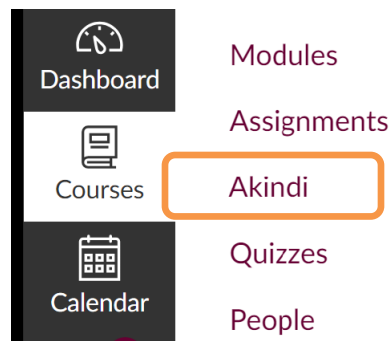 Dashboard
Courses
Calendar
Modules
Assignments
Akindi
Quizzes
People